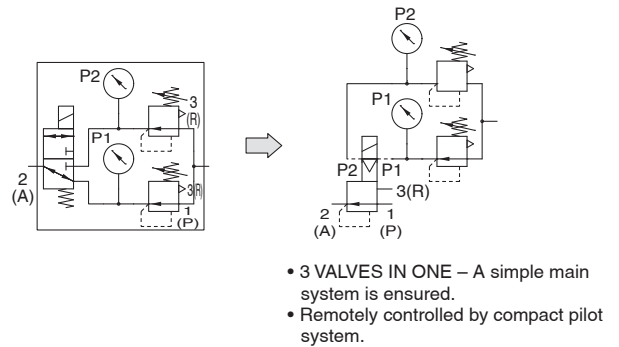 P2
3
(R)
P1
2
(A)
3(R)
1
(P)
P2
P1
P2
P1
3(R)
2
(A)
1
(P)
• 3 VALVES IN ONE – A simple main
system is ensured.
• Remotely controlled by compact pilot
system.